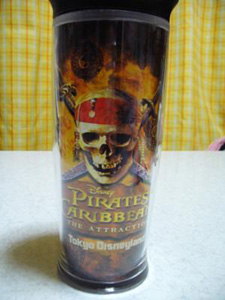 Disney
PIRATES
CARIBBEAN
THE ATTRACTION
Tokyo Disneyland